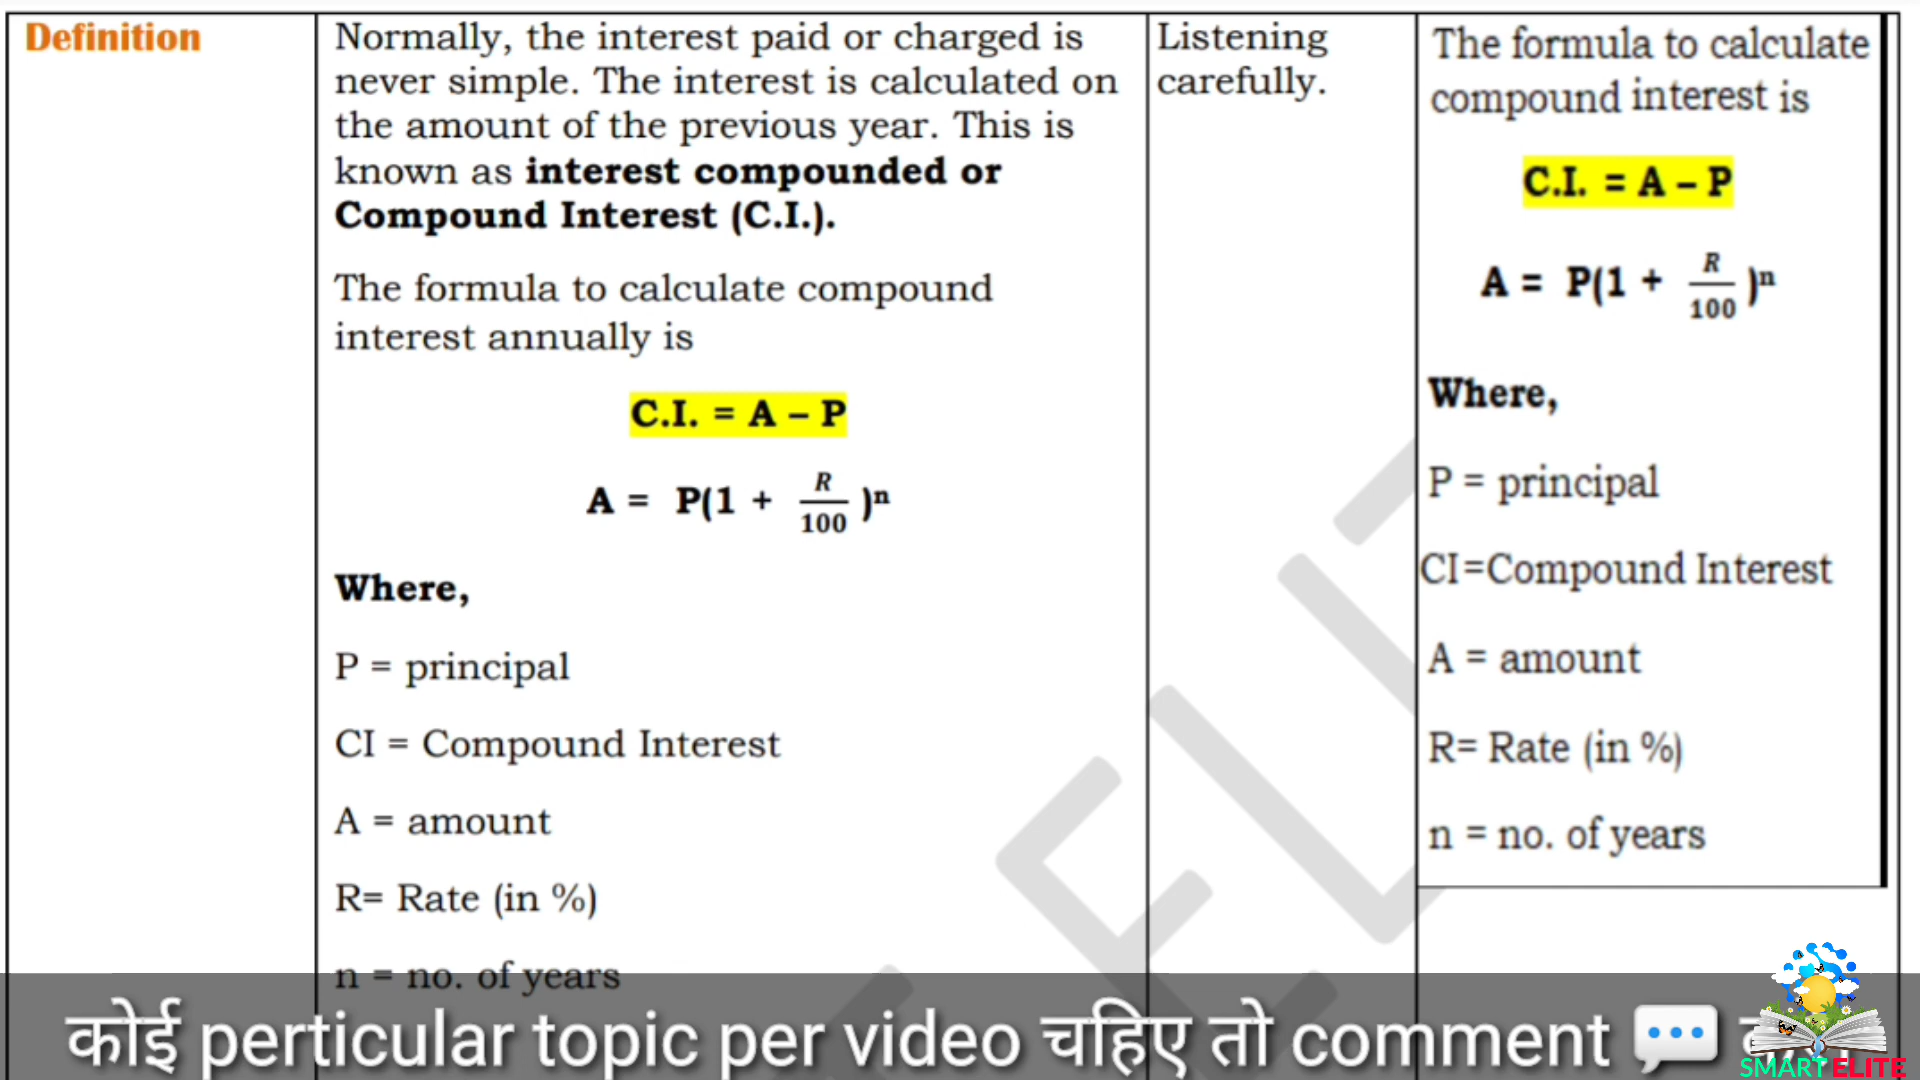 Definition
Normally, the interest paid or charged is
never simple. The interest is calculated on
the amount of the previous year. This is
known as interest compounded or
Compound Interest (C.I.).
The formula to calculate compound
interest annually is
C.I. = A – P
A = P(1 + R/100 )ⁿ
Where,
P = principal
CI = Compound Interest
A = amount
R= Rate (in %)
n = no. of years
Listening
carefully.
The formula to calculate
compound interest is
C.I. = A – P
A = P(1 + R/100 )ⁿ
Where,
P = principal
CI=Compound Interest
A = amount
R= Rate (in %)
n = no. of years
कोई perticular topic per video चहिए तो comment 💬
SMART ELITE